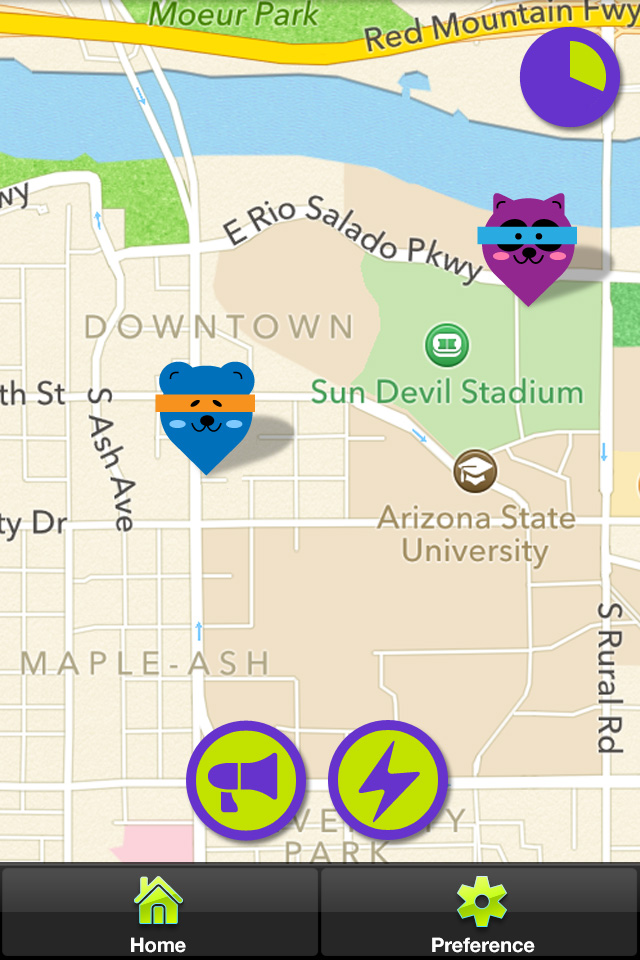 Moeur Park
Red Mountain Fwy
wy
E Rio Salado Pkwy
DOWNTOWN
th St
Sun Devil Stadium
S Ash Ave
ty Dr
Arizona State
University
MAPLE-ASH
S Rural Rd
PARK
Home
Preference